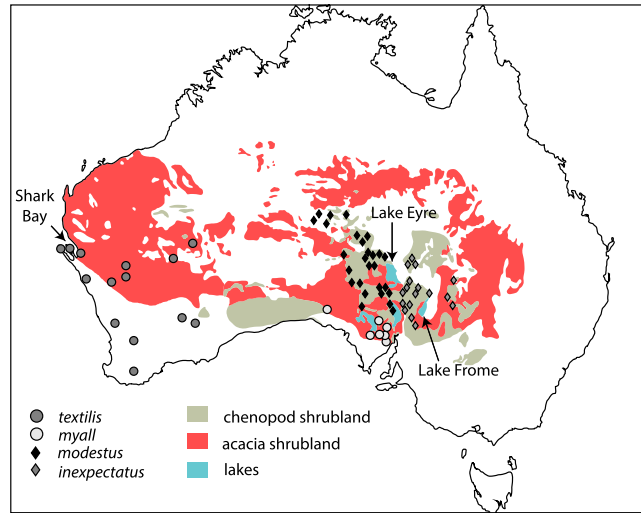 Shark
Bay
Lake Eyre
Lake Frome
textilis
myall
modestus
inexpectatus
chenopod shrubland
acacia shrubland
lakes